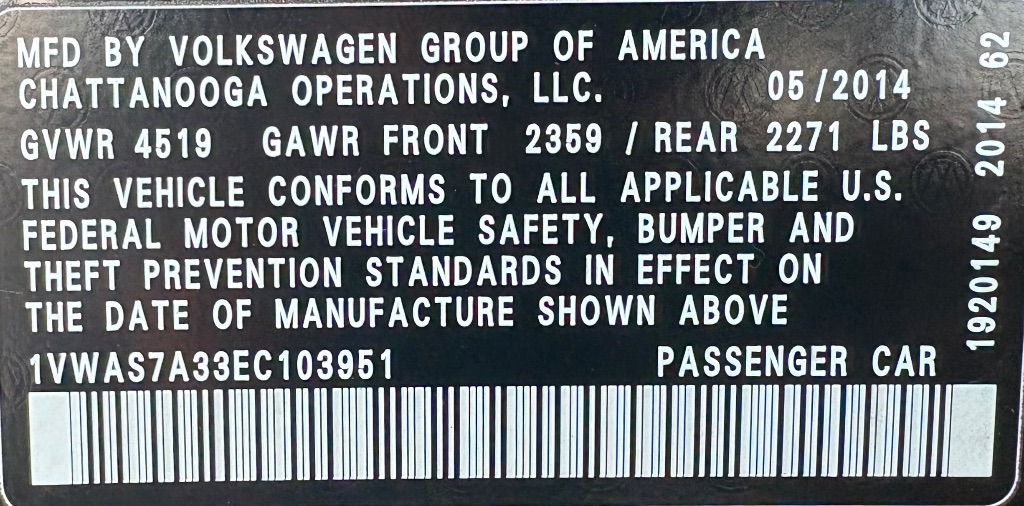 MFD BY VOLKSWAGEN GROUP OF AMERICA
CHATTANOOGA OPERATIONS, LLC. 05/2014
GVWR 4519 GAWR FRONT 2359 / REAR 2271 LBS
THIS VEHICLE CONFORMS TO ALL APPLICABLE U.S.
FEDERAL MOTOR VEHICLE SAFETY, BUMPER AND
THEFT PREVENTION STANDARDS IN EFFECT ON
THE DATE OF MANUFACTURE SHOWN ABOVE
1VWAS7A33EC103951 PASSENGER CAR
1920149 2014 62